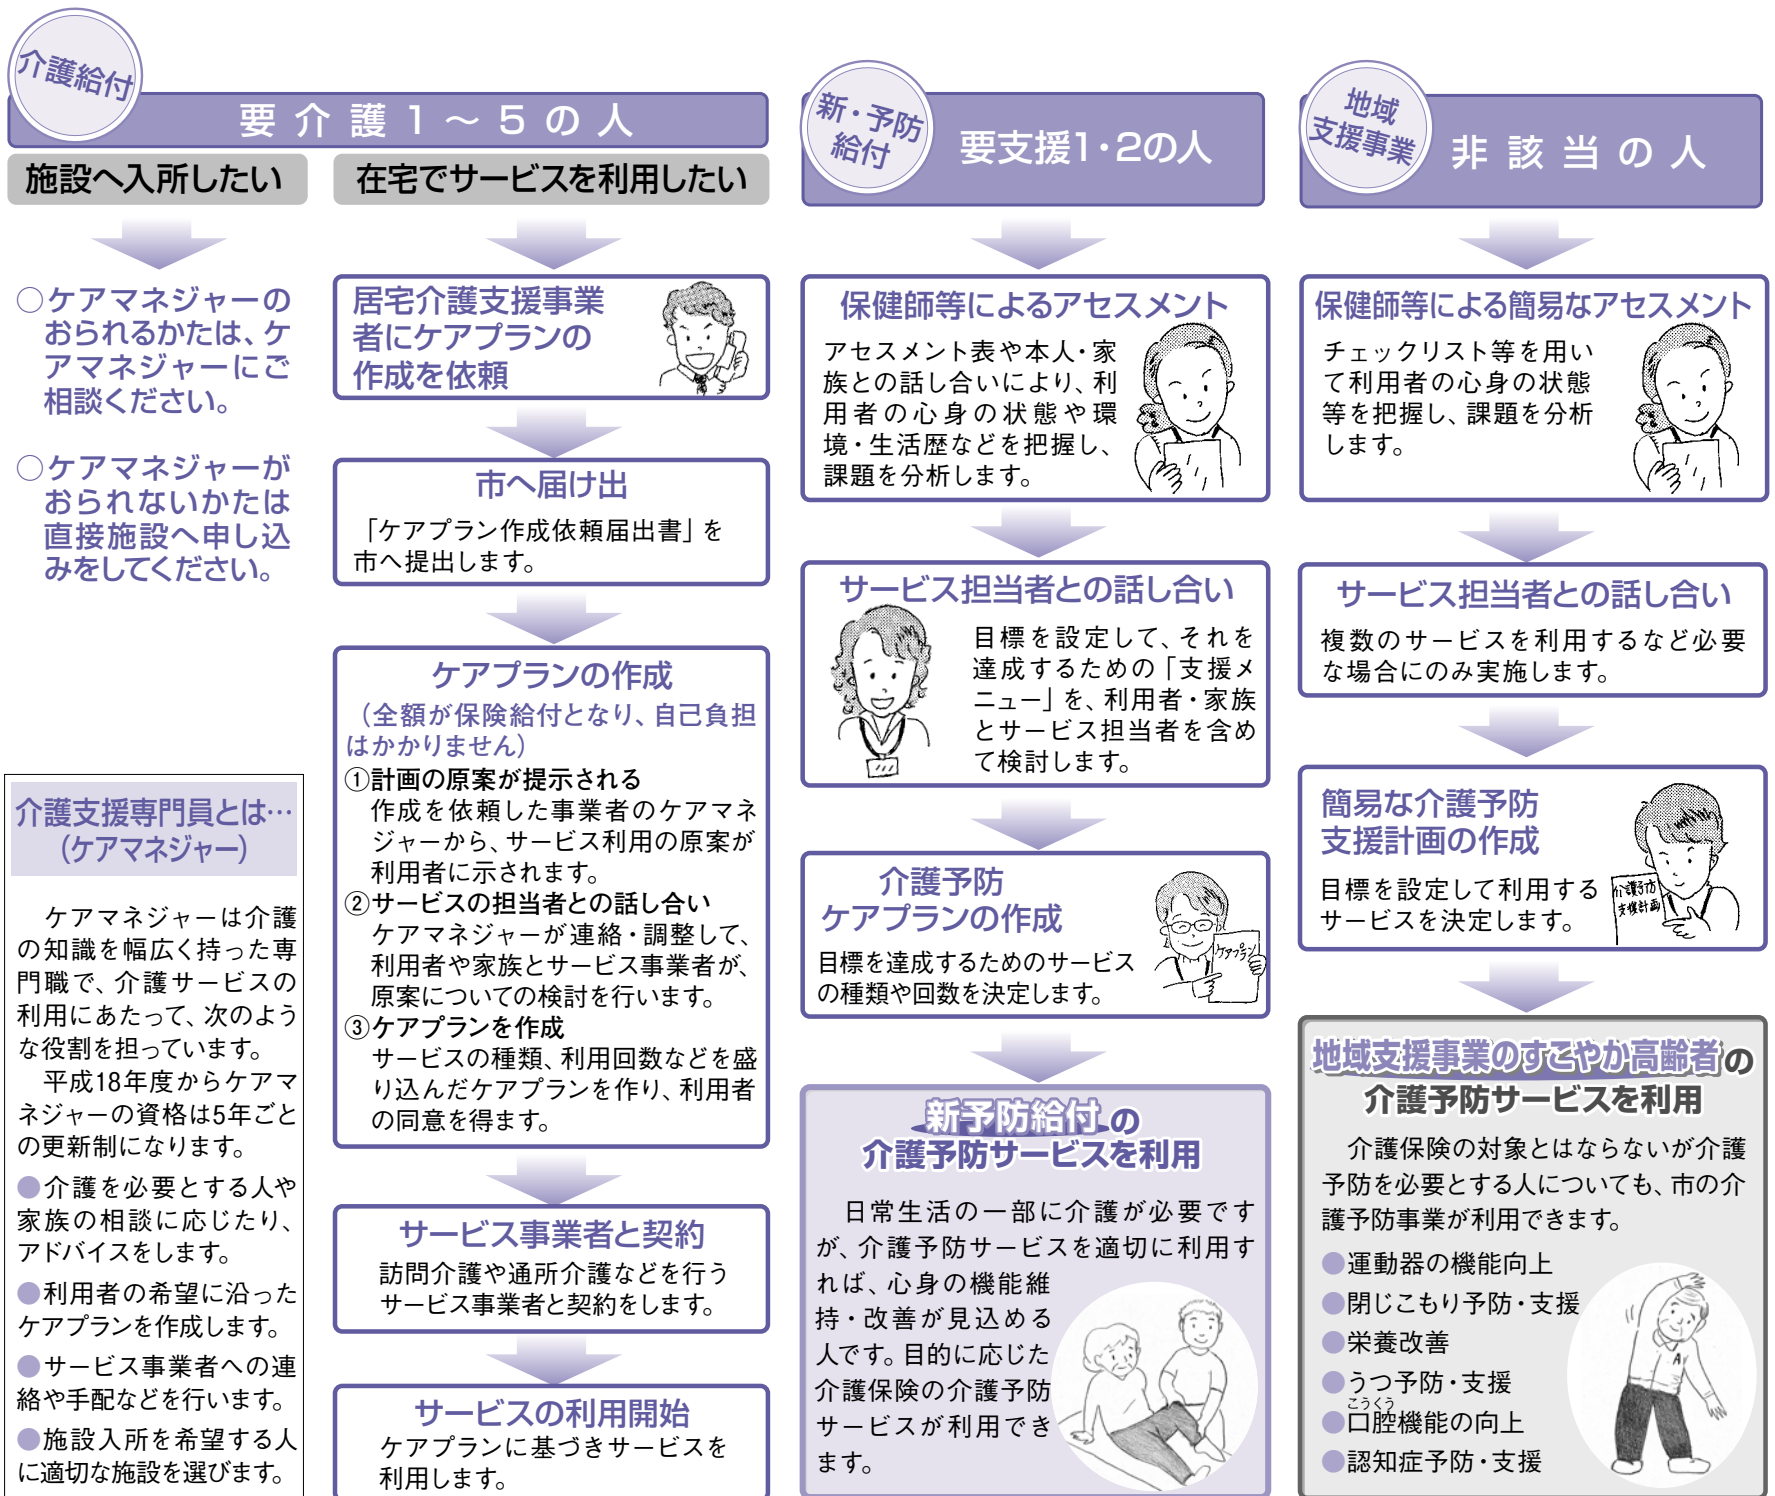 介護給付
要介護1〜5の人
施設へ入所したい
○ケアマネジャーの
おられるかたは、ケ
アマネジャーにご
相談ください。
○ケアマネジャーが
おられないかたは
直接施設へ申し込
みをしてください。
介護支援専門員とは…
（ケアマネジャー）
ケアマネジャーは介護
の知識を幅広く持った専
門職で、介護サービスの
利用にあたって、次のよう
な役割を担っています。
平成18年度からケアマ
ネジャーの資格は5年ごと
の更新制になります。
●介護を必要とする人や
家族の相談に応じたり、
アドバイスをします。
●利用者の希望に沿った
ケアプランを作成します。
●サービス事業者への連
絡や手配などを行います。
●施設入所を希望する人
に適切な施設を選びます。
在宅でサービスを利用したい
居宅介護支援事業
者にケアプランの
作成を依頼
市へ届け出
「ケアプラン作成依頼届出書」を
市へ提出します。
ケアプランの作成
（全額が保険給付となり、自己負担
はかかりません）
①計画の原案が提示される
作成を依頼した事業者のケアマネ
ジャーから、サービス利用の原案が
利用者に示されます。
②サービスの担当者との話し合い
ケアマネジャーが連絡・調整して、
利用者や家族とサービス事業者が、
原案についての検討を行います。
③ケアプランを作成
サービスの種類、利用回数などを盛
り込んだケアプランを作り、利用者
の同意を得ます。
サービス事業者と契約
訪問介護や通所介護などを行う
サービス事業者と契約をします。
サービスの利用開始
ケアプランに基づきサービスを
利用します。
新・予防
給付
要支援1・2の人
保健師等によるアセスメント
アセスメント表や本人・家
族との話し合いにより、利
用者の心身の状態や環
境・生活歴などを把握し、
課題を分析します。
サービス担当者との話し合い
目標を設定して、それを
達成するための「支援メ
ニュー」を、利用者・家族
とサービス担当者を含め
て検討します。
介護予防
ケアプランの作成
目標を達成するためのサービス
の種類や回数を決定します。
ケアプラン
新予防給付の
介護予防サービスを利用
日常生活の一部に介護が必要です
が、介護予防サービスを適切に利用す
れば、心身の機能維
持・改善が見込める
人です。目的に応じた
介護保険の介護予防
サービスが利用でき
ます。
地域
支援事業
非該当の人
保健師等による簡易なアセスメント
チェックリスト等を用い
て利用者の心身の状態
等を把握し、課題を分析
します。
サービス担当者との話し合い
複数のサービスを利用するなど必要
な場合にのみ実施します。
簡易な介護予防
支援計画の作成
目標を設定して利用する
サービスを決定します。
介護予防
支援計画
地域支援事業のすこやか高齢者の
介護予防サービスを利用
介護保険の対象とはならないが介護
予防を必要とする人についても、市の介
護予防事業が利用できます。
●運動器の機能向上
●閉じこもり予防・支援
●栄養改善
●うつ予防・支援
こうくう
●口腔機能の向上
●認知症予防・支援
A